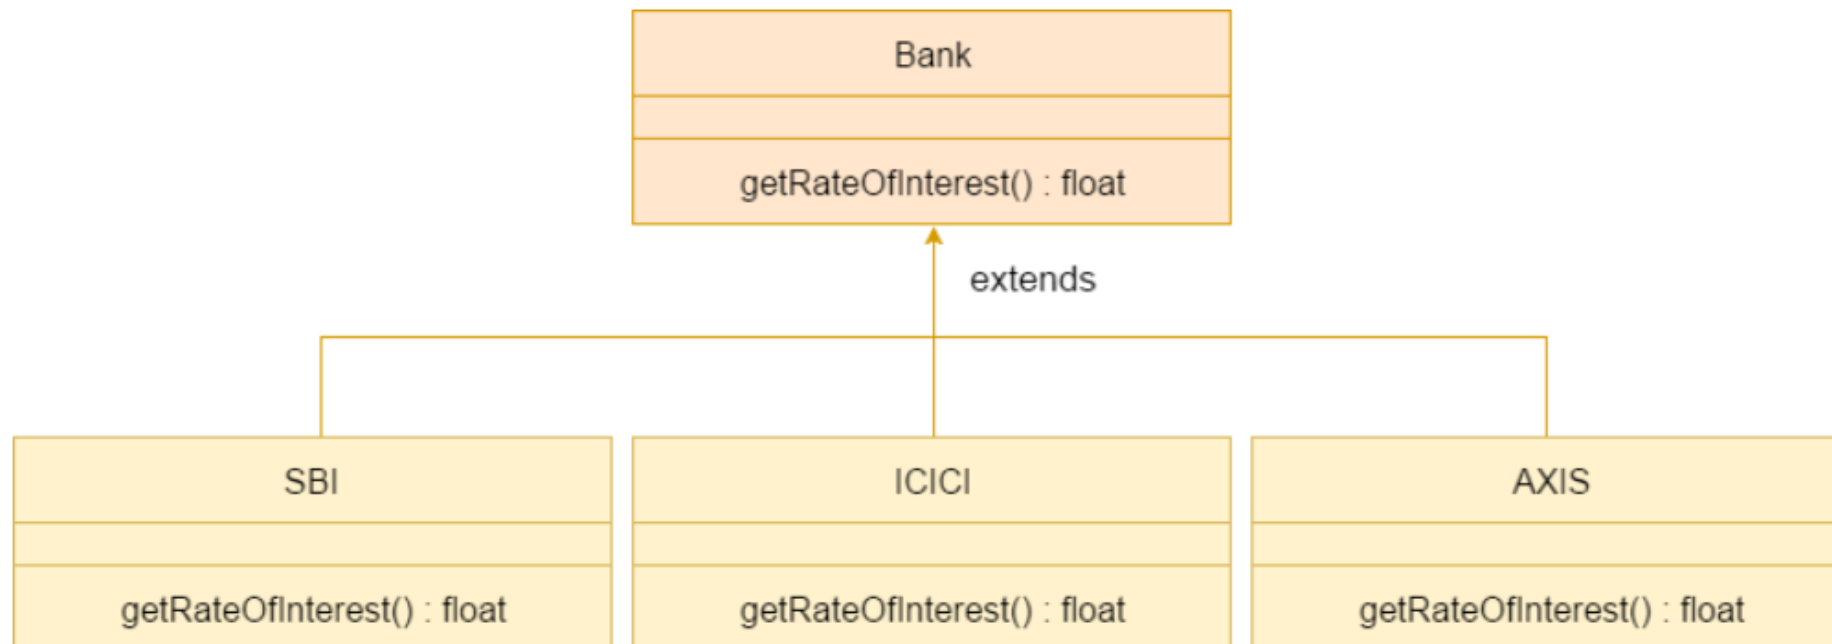 Bank
getRateOfInterest() : float
extends
SBI
ICICI
AXIS
getRateOfInterest() : float
getRateOfInterest() : float
getRateOfInterest() : float